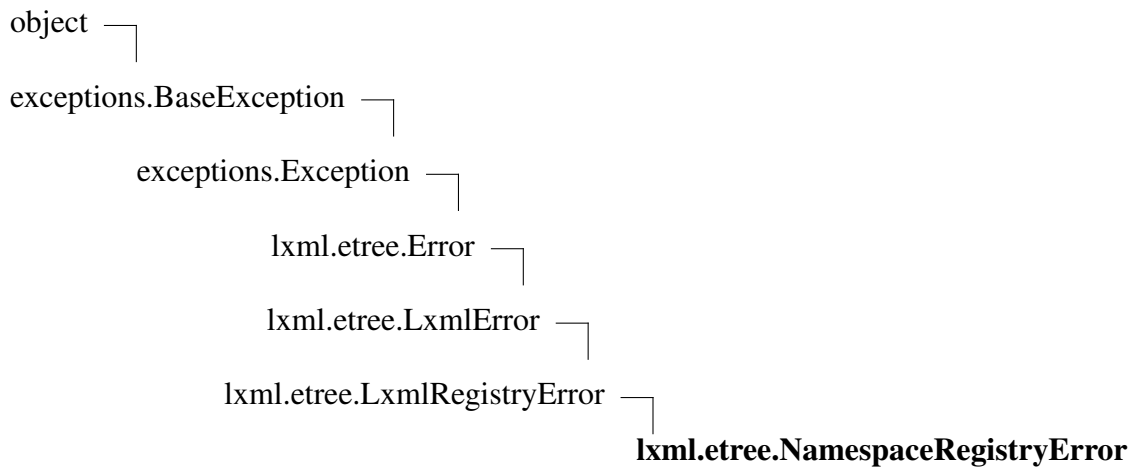 object
exceptions.BaseException
exceptions.Exception
lxml.etree.Error
lxml.etree.LxmlError
lxml.etree.LxmlRegistryError
lxml.etree.NamespaceRegistryError